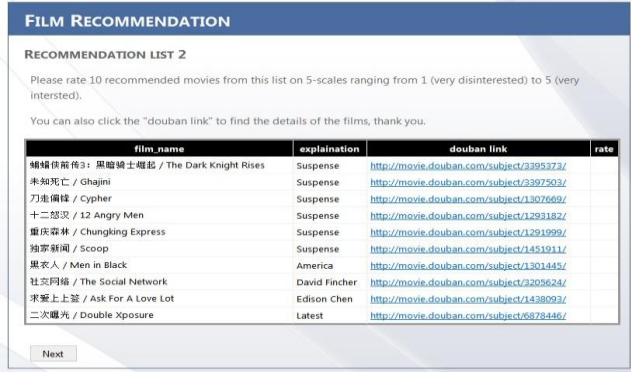 FILM RECOMMENDATION
RECOMMENDATION LIST 2
Please rate 10 recommended movies from this list on 5-scales ranging from 1 (very disinterested) to 5 (very
intersted).
You can also click the "douban link" to find the details of the films, thank you.
film_name explaination douban link rate
蝙蝠侠前传3：黑暗骑士崛起 / The Dark Knight Rises Suspense http://movie.douban.com/subject/3395373/
未知死亡 / Ghajini Suspense http://movie.douban.com/subject/3397503/
刀走偏锋 / Cypher Suspense http://movie.douban.com/subject/1307669/
十二怒汉 / 12 Angry Men Suspense http://movie.douban.com/subject/1293182/
重庆森林 / Chungking Express Suspense http://movie.douban.com/subject/1291999/
独家新闻 / Scoop Suspense http://movie.douban.com/subject/1451911/
黑衣人 / Men in Black America http://movie.douban.com/subject/1301445/
社交网络 / The Social Network David Fincher http://movie.douban.com/subject/3205624/
求爱上上签 / Ask For A Love Lot Edison Chen http://movie.douban.com/subject/1438093/
二次曝光 / Double Xposure Latest http://movie.douban.com/subject/6878446/
Next